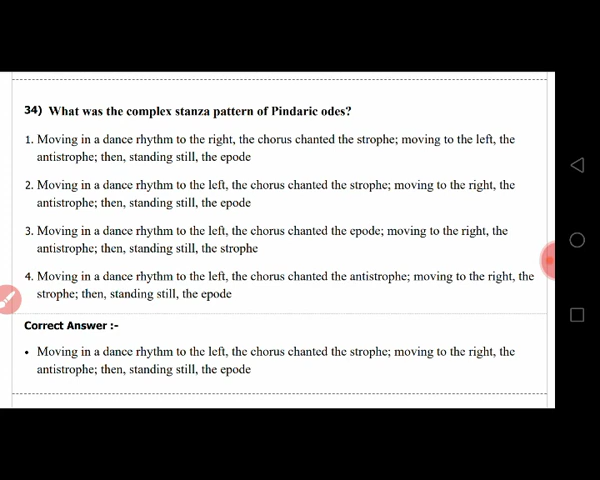 34) What was the complex stanza pattern of Pindaric odes?
1. Moving in a dance rhythm to the right, the chorus chanted the strophe; moving to the left, the
antistrophe; then, standing still, the epode
2. Moving in a dance rhythm to the left, the chorus chanted the strophe; moving to the right, the
antistrophe; then, standing still, the epode
3. Moving in a dance rhythm to the left, the chorus chanted the epode; moving to the right, the
antistrophe; then, standing still, the strophe
4. Moving in a dance rhythm to the left, the chorus chanted the antistrophe; moving to the right, the
strophe; then, standing still, the epode
Correct Answer :-
• Moving in a dance rhythm to the left, the chorus chanted the strophe; moving to the right, the
antistrophe; then, standing still, the epode